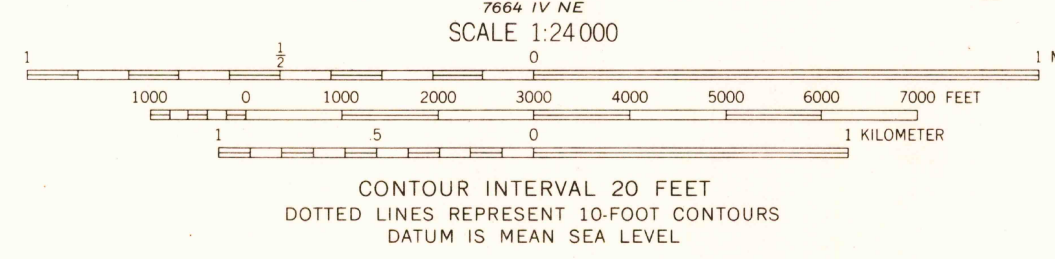 7664 IV NE
SCALE 1:24 000
1 1/2 0 1 M
1000 0 1000 2000 3000 4000 5000 6000 7000 FEET
1 .5 0 1 KILOMETER
CONTOUR INTERVAL 20 FEET
DOTTED LINES REPRESENT 10-FOOT CONTOURS
DATUM IS MEAN SEA LEVEL